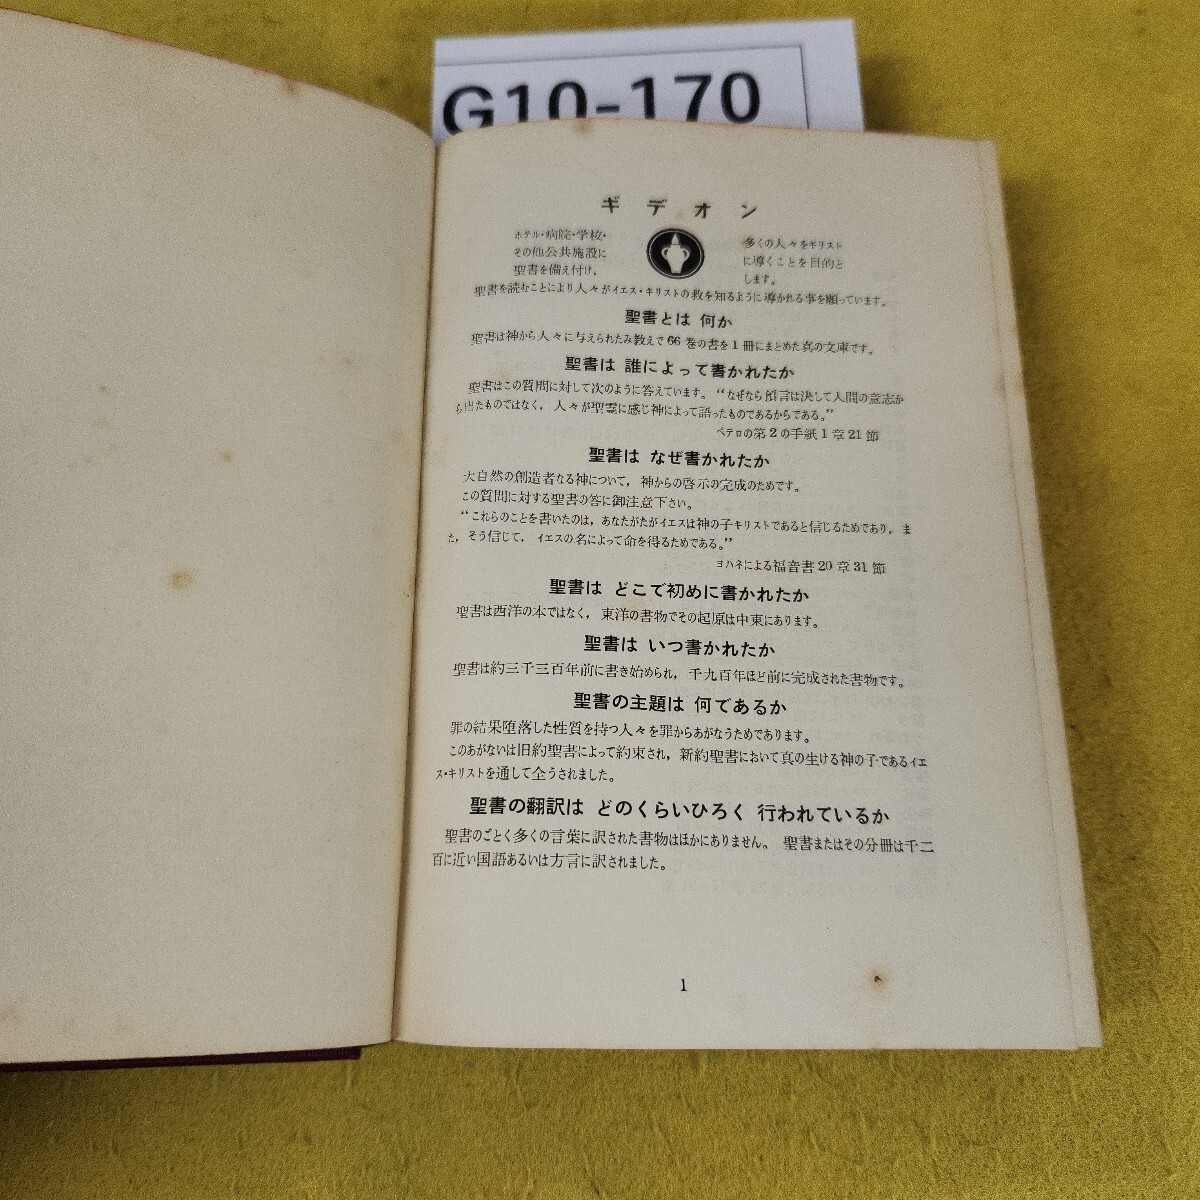 G10-170
ギデオン
ホテル・病院・学校・
その他公共施設に
聖書を備え付け,
多くの人々をキリスト
に導くことを目的と
します。
聖書を読むことにより人々がイエス・キリストの救を知るように導かれる事を願っています。
聖書とは 何か
聖書は神から人々に与えられたみ教えで66巻の書を1冊にまとめた真の文庫です。
聖書は 誰によって書かれたか
聖書はこの質問に対して次のように答えています。“なぜなら預言は決して人間の意志か
ら出たものではなく, 人々が聖霊に感じ神によって語ったものであるからである。”
ペテロの第2の手紙1章21節
聖書は なぜ書かれたか
大自然の創造者なる神について, 神からの啓示の完成のためです。
この質問に対する聖書の答に御注意下さい。
“これらのことを書いたのは, あなたがたがイエスは神の子キリストであると信じるためであり, ま
た, そう信じて, イエスの名によって命を得るためである。”
ヨハネによる福音書20章31節
聖書は どこで初めに書かれたか
聖書は西洋の本ではなく, 東洋の書物でその起原は中東にあります。
聖書は いつ書かれたか
聖書は約三千三百年前に書き始められ, 千九百年ほど前に完成された書物です。
聖書の主題は 何であるか
罪の結果堕落した性質を持つ人々を罪からあがなうためであります。
このあがないは旧約聖書によって約束され, 新約聖書において真の生ける神の子であるイエ
ス・キリストを通して全うされました。
聖書の翻訳は どのくらいひろく 行われているか
聖書のごとく多くの言葉に訳された書物はほかにありません。 聖書またはその分冊は千二
百に近い国語あるいは方言に訳されました。
1